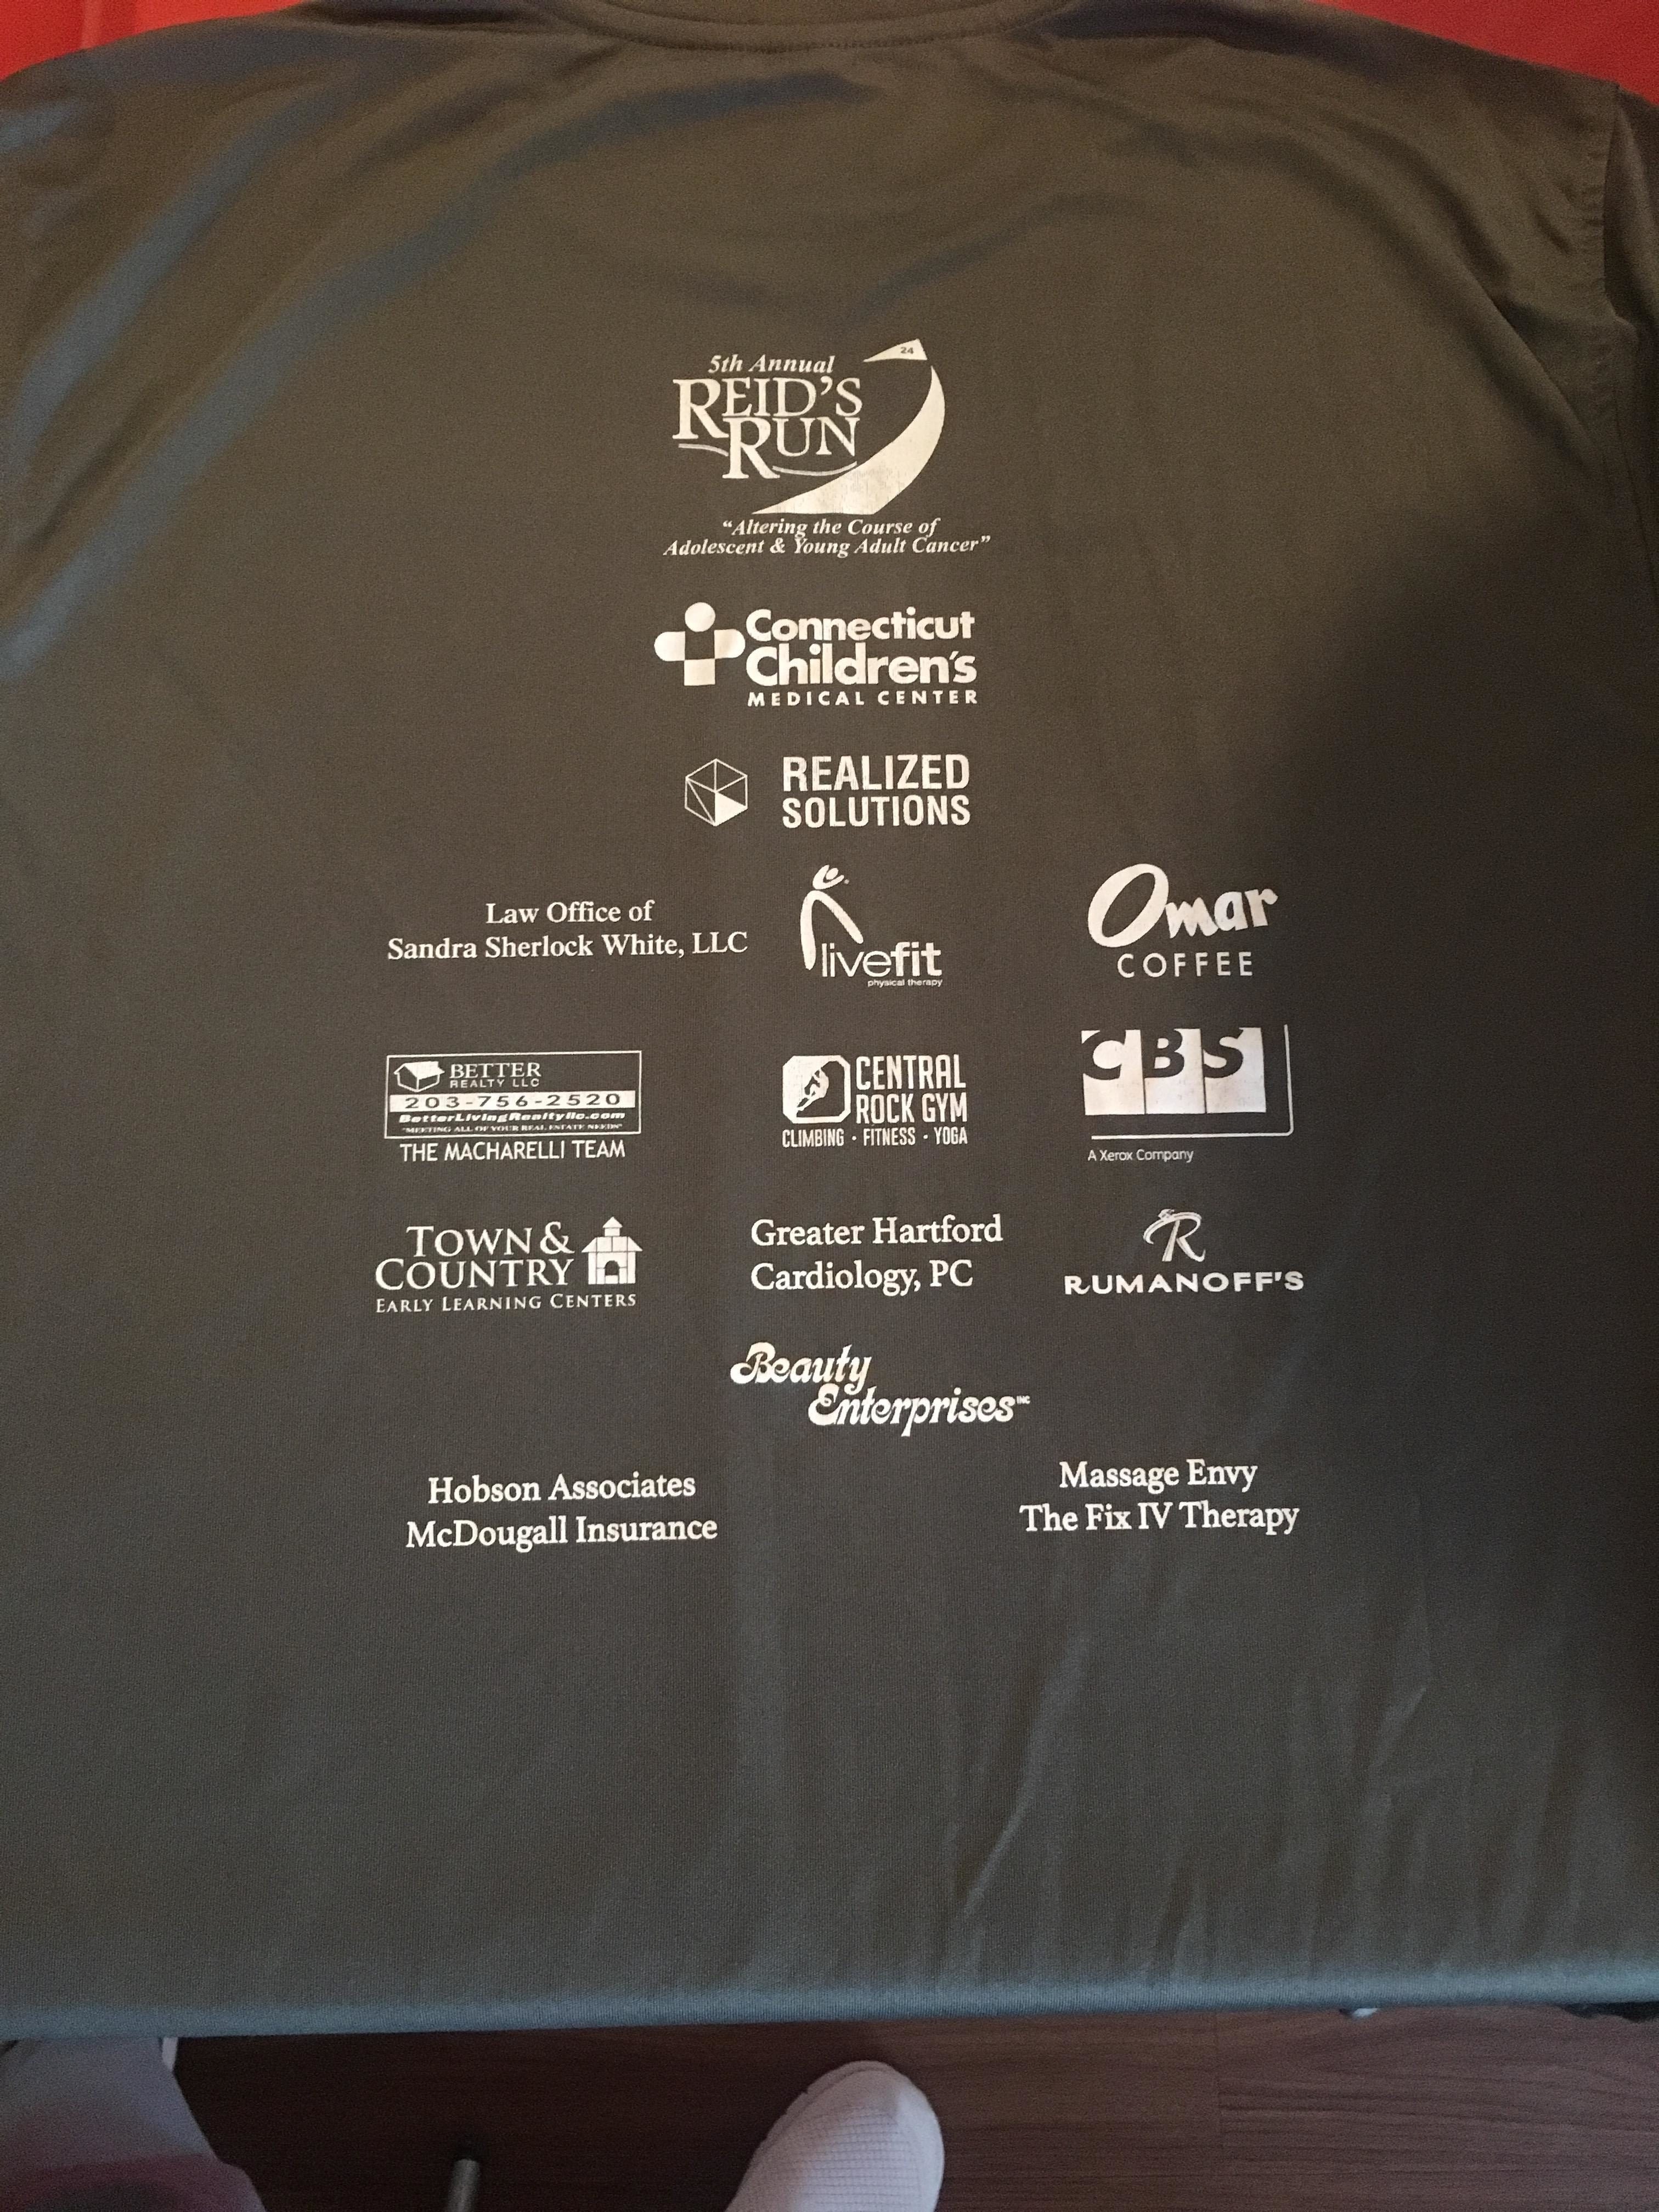 24
5th Annual
REID'S
RUN
"Altering the Course of
Adolescent & Young Adult Cancer"
Connecticut
Children's
MEDICAL CENTER
REALIZED
SOLUTIONS
Law Office of
Sandra Sherlock White, LLC
livefit
physical therapy
Omar
COFFEE
BETTER
REALTY LLC
203-756-2520
BetterLivingRealtyllc.com
"MEETING ALL OF YOUR REAL ESTATE NEEDS"
THE MACHARELLI TEAM
CENTRAL
ROCK GYM
CLIMBING · FITNESS · YOGA
CBS
A Xerox Company
TOWN &
COUNTRY
EARLY LEARNING CENTERS
Greater Hartford
Cardiology, PC
R
RUMANOFF'S
Beauty
Enterprises INC
Hobson Associates
McDougall Insurance
Massage Envy
The Fix IV Therapy